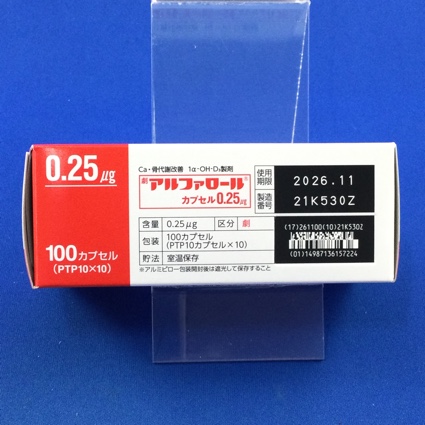 0.25μg
100カプセル
(PTP10×10)
Ca・骨代謝改善 1α-OH-D₃製剤
劇 アルファロール®
カプセル0.25μg
含量 0.25μg 区分 劇
包装 100カプセル
(PTP10カプセル×10)
貯法 室温保存
※アルミピロー包装開封後は遮光して保存すること
使用
期限 2026.11
製造
番号 21K530Z
(17)261100(10)21K530Z
(01)14987136157224